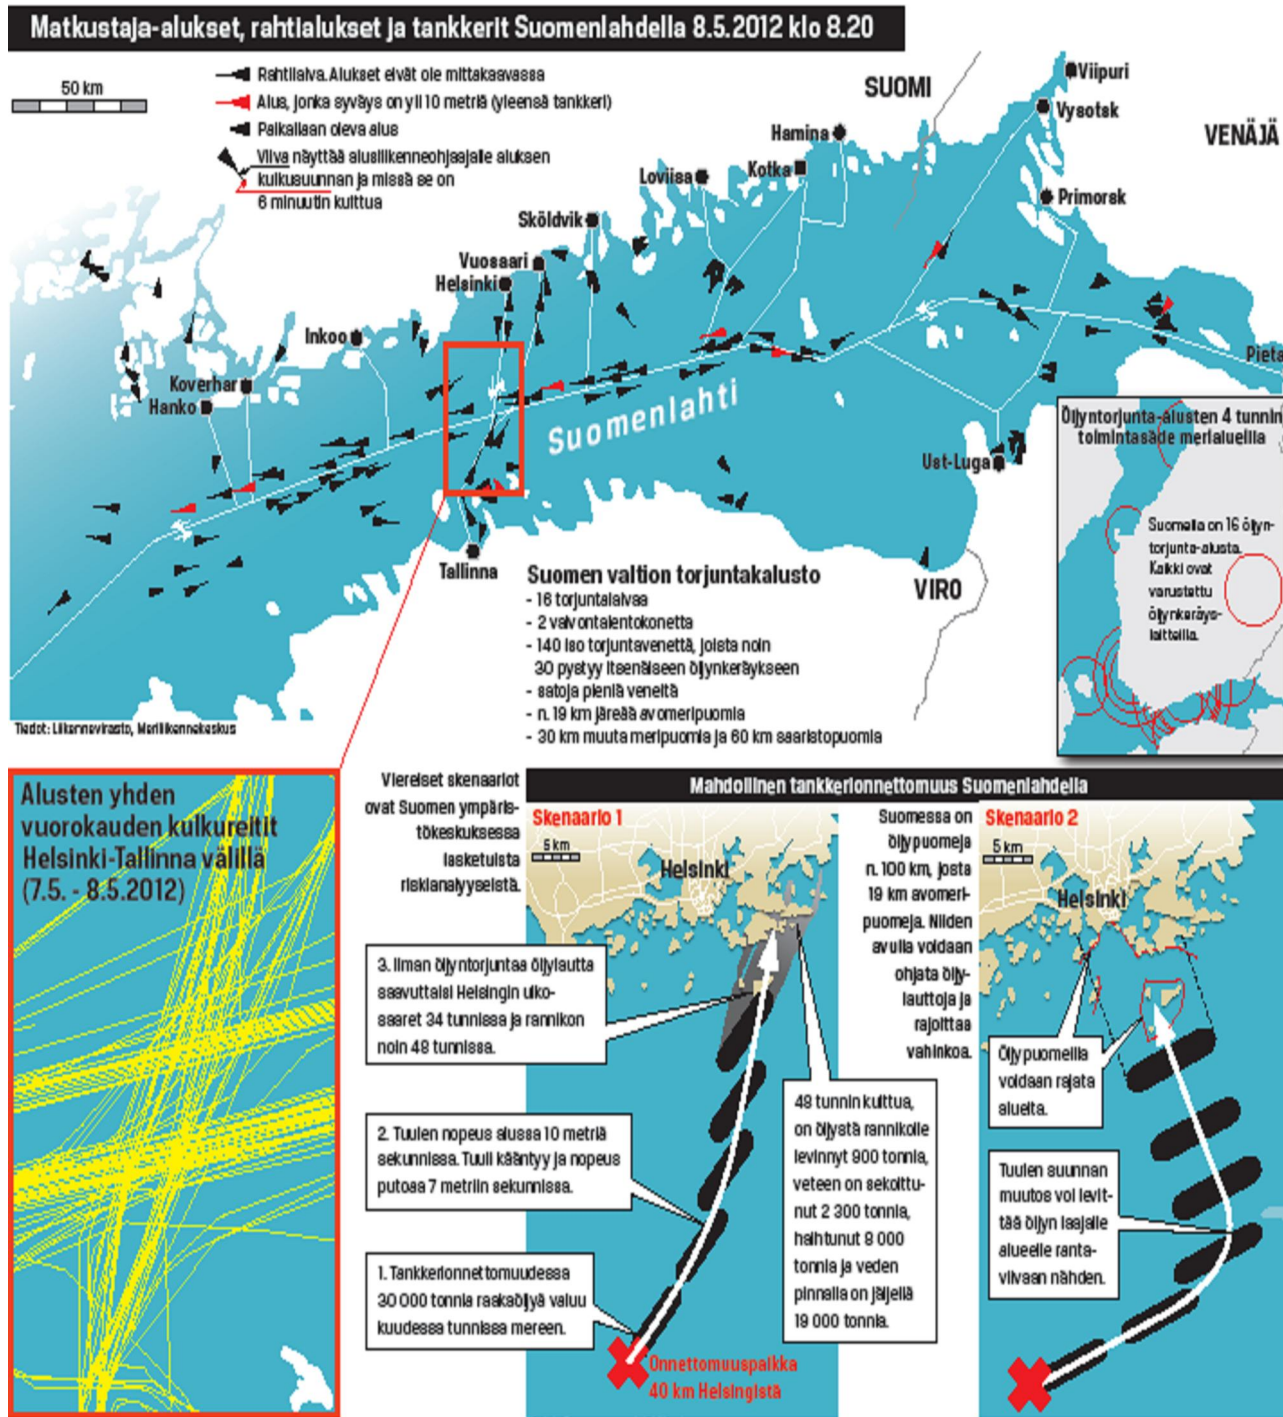 Matkustaja-alukset, rahtialukset ja tankkerit Suomenlahdella 8.5.2012 klo 8.20
50 km
Rahtilaiva. Alukset eivät ole mittakaavassa
Alus, jonka syväys on yli 10 metriä (yleensä tankkeri)
Paikallaan oleva alus
Viiva näyttää alusliikenneohjaajalle aluksen
kulkusuunnan ja missä se on
6 minuutin kuluttua
SUOMI
VENÄJÄ
Viipuri
Vysotsk
Hamina
Kotka
Loviisa
Primorsk
Sköldvik
Vuosaari
Helsinki
Inkoo
Koverhar
Hanko
Suomenlahti
Pieta
Ust-Luga
Tallinna
VIRO
Öljyntorjunta-alusten 4 tunnin
toimintasäde merialueilla
Suomella on 16 öljyn-
torjunta-alusta.
Kaikki ovat
varustettu
öljynkeräys-
laitteilla.
Suomen valtion torjuntakalusto
- 16 torjuntalaivaa
- 2 valvontalentokonetta
- 140 iso torjuntavenettä, joista noin
30 pystyy itsenäiseen öljynkeräykseen
- satoja pieniä veneitä
- n. 19 km järeää avomeripuomia
- 30 km muuta meripuomia ja 60 km saaristopuomia
Tiedot: Liikennevirasto, Meriliikennekeskus
Alusten yhden
vuorokauden kulkureitit
Helsinki-Tallinna välillä
(7.5. - 8.5.2012)
Viereiset skenaariot
ovat Suomen ympäris-
tökeskuksessa
lasketuista
riskianalyyseistä.
Mahdollinen tankkerionnettomuus Suomenlahdella
Skenaario 1
5 km
Helsinki
3. Ilman öljyntorjuntaa öljylautta
saavuttaisi Helsingin ulko-
saaret 34 tunnissa ja rannikon
noin 48 tunnissa.
2. Tuulen nopeus alussa 10 metriä
sekunnissa. Tuuli kääntyy ja nopeus
putoaa 7 metriin sekunnissa.
1. Tankkerionnettomuudessa
30 000 tonnia raakaöljyä valuu
kuudessa tunnissa mereen.
Onnettomuuspaikka
40 km Helsingistä
48 tunnin kulttua,
on öljystä rannikolle
levinnyt 900 tonnia,
veteen on sekoittu-
nut 2 300 tonnia,
haihtunut 8 000
tonnia ja veden
pinnalla on jäljellä
19 000 tonnia.
Suomessa on
öljypuomeja
n. 100 km, josta
19 km avomeri-
puomeja. Niiden
avulla voidaan
ohjata öljy-
lauttoja ja
rajoittaa
vahinkoa.
Skenaario 2
5 km
Helsinki
Öljypuomeilla
voidaan rajata
alueita.
Tuulen suunnan
muutos voi levit-
tää öljyn laajalle
alueelle ranta-
viivaan nähden.